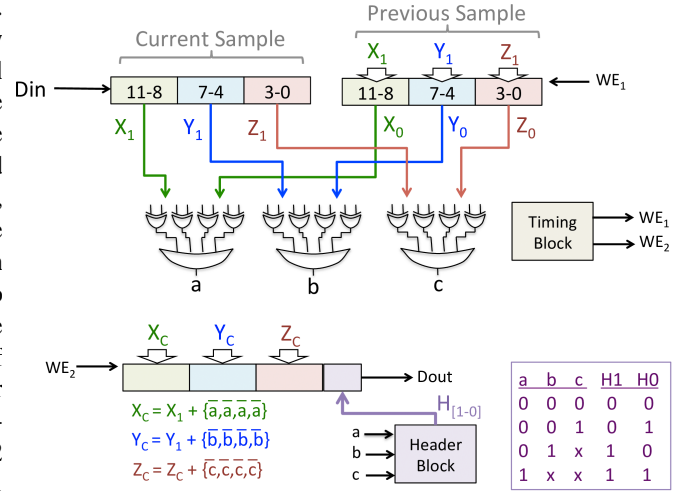 Previous Sample
Current Sample
X1 Y1 Z1
Din 11-8 7-4 3-0 11-8 7-4 3-0 WE1
X1 Y1 Z1 X0 Y0 Z0
Timing
Block
WE1
WE2
a b c
XC YC ZC
WE2 Dout
XC = X1 + {a̅,a̅,a̅,a̅}
YC = Y1 + {b̅,b̅,b̅,b̅}
ZC = ZC + {c̅,c̅,c̅,c̅}
H[1-0]
a
b
c
Header
Block
a b c H1 H0
0 0 0 0 0
0 0 1 0 1
0 1 x 1 0
1 x x 1 1